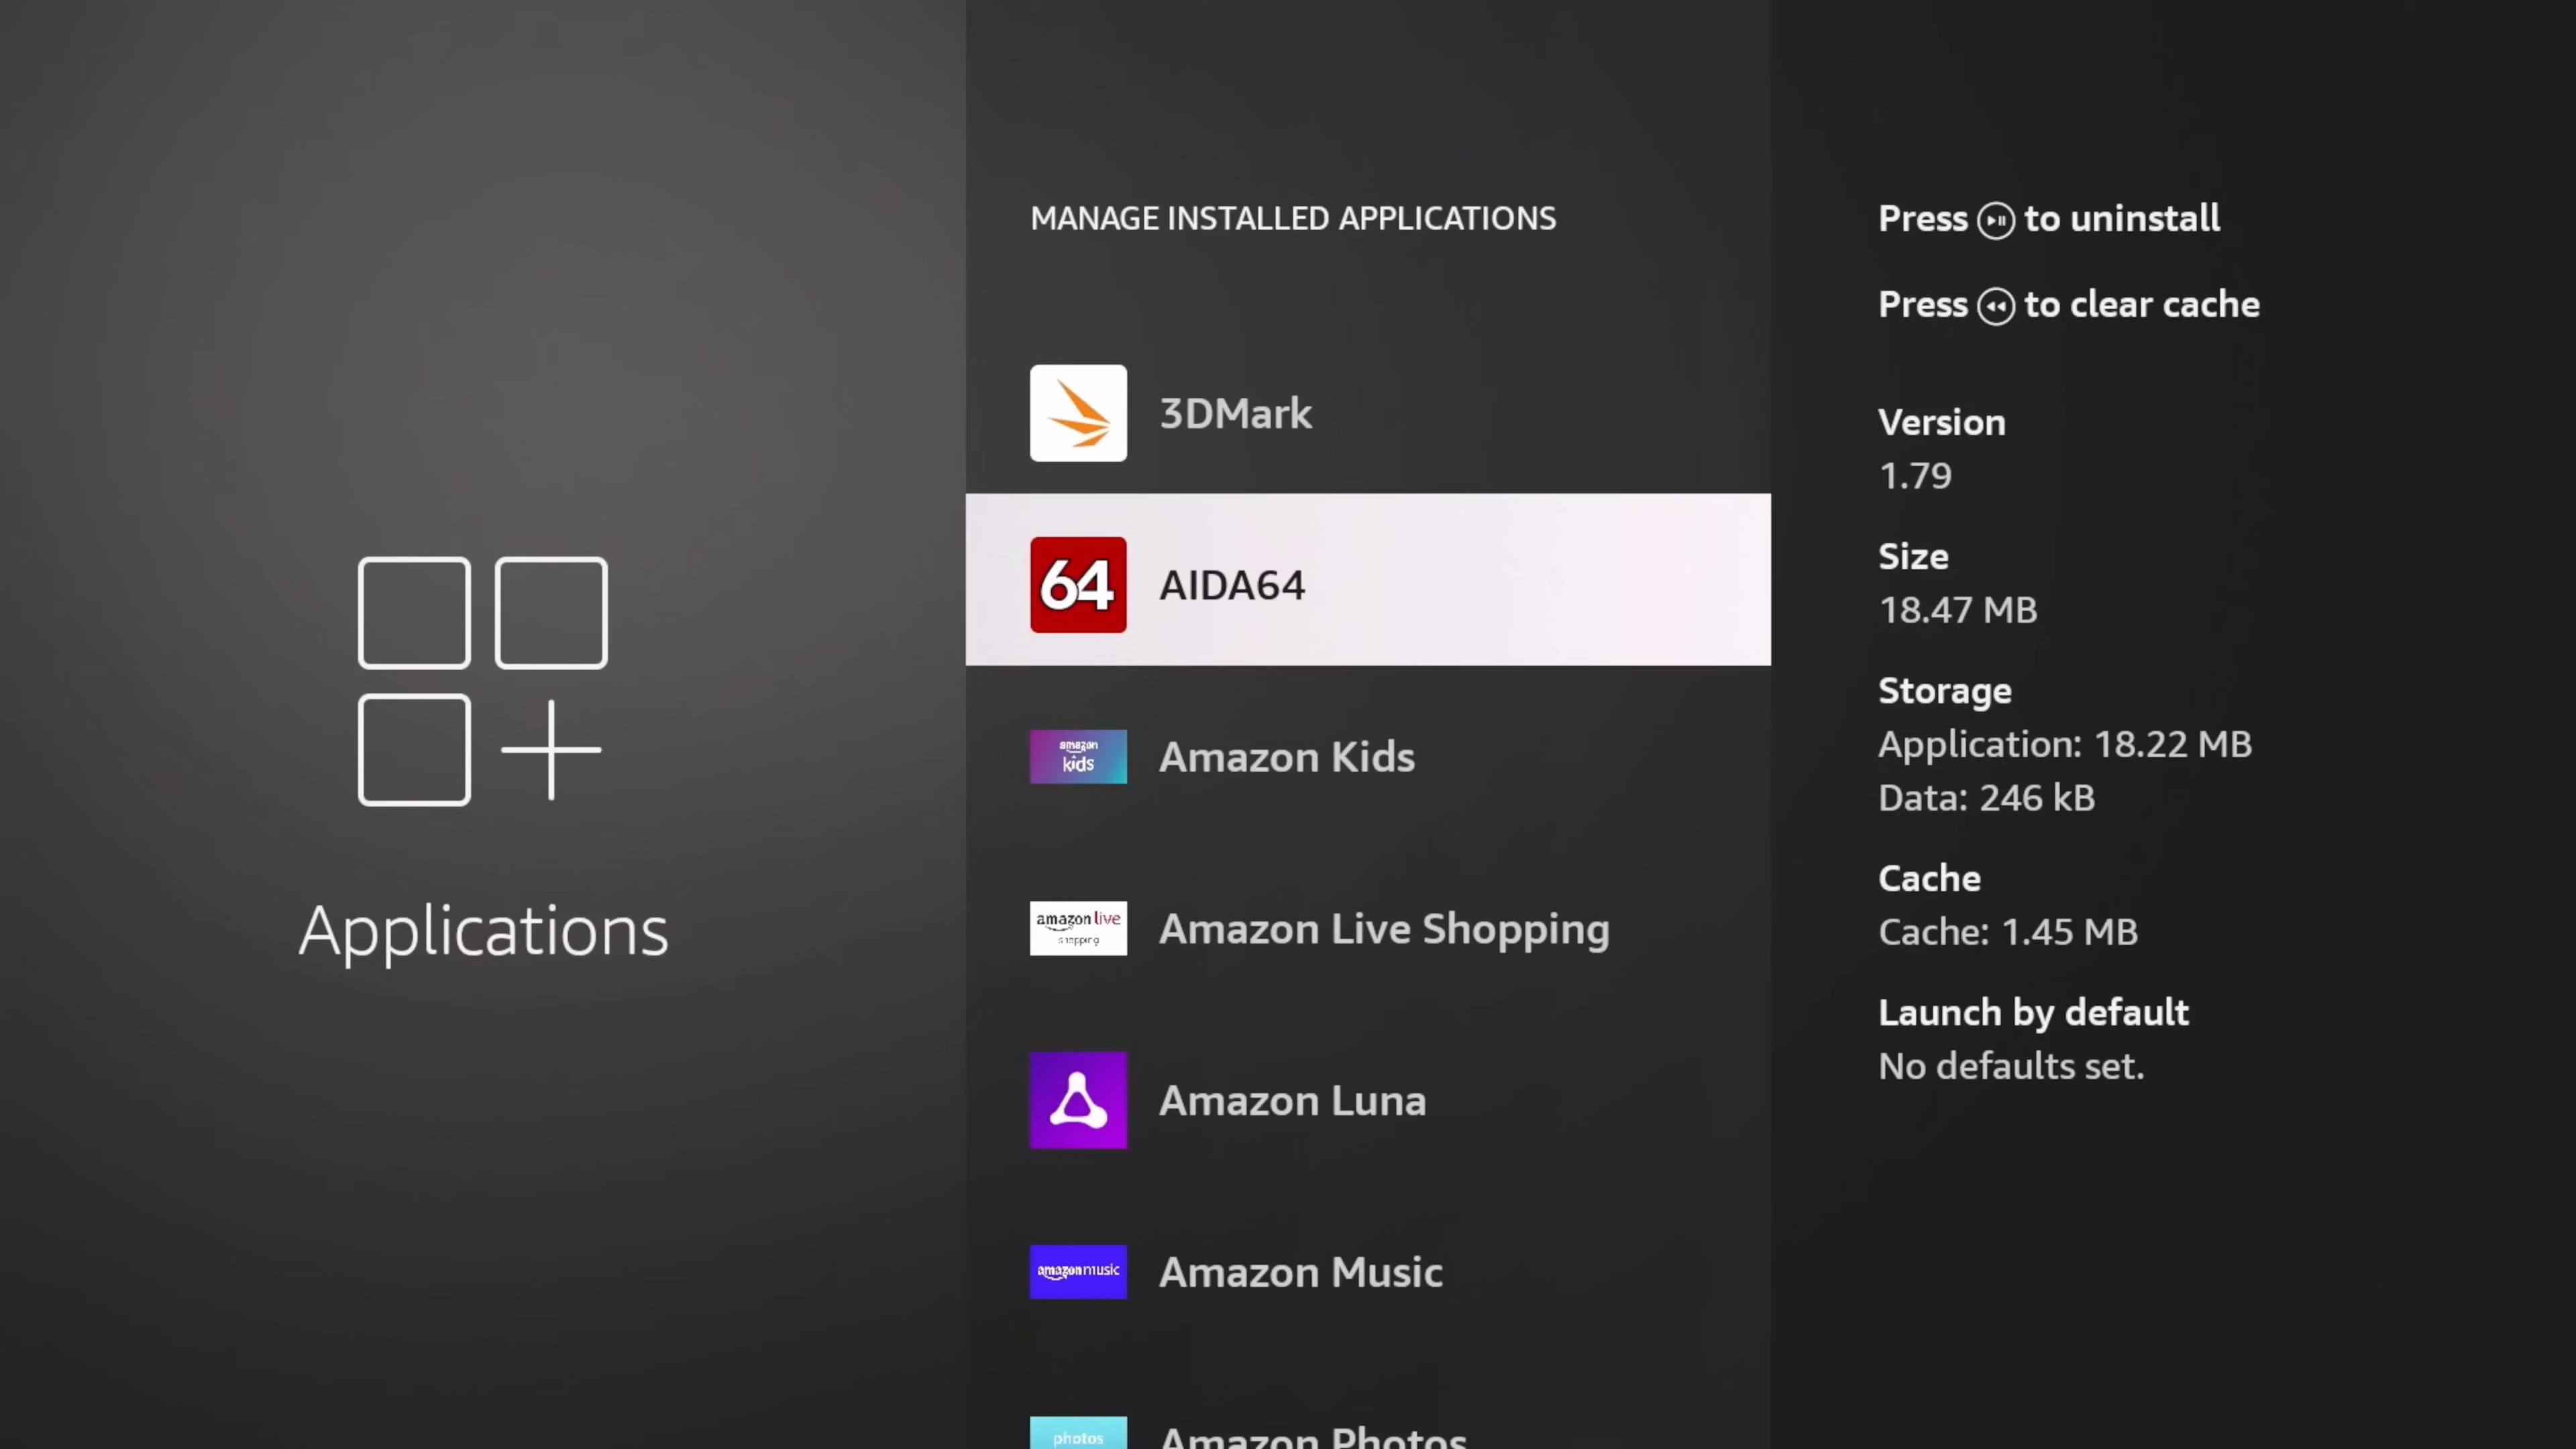 MANAGE INSTALLED APPLICATIONS
3DMark
64
AIDA64
amazon
kids
Amazon Kids
amazon live
shopping
Amazon Live Shopping
Amazon Luna
amazon music
Amazon Music
photos
Amazon Photos
Applications
Press to uninstall
Press to clear cache
Version
1.79
Size
18.47 MB
Storage
Application: 18.22 MB
Data: 246 kB
Cache
Cache: 1.45 MB
Launch by default
No defaults set.